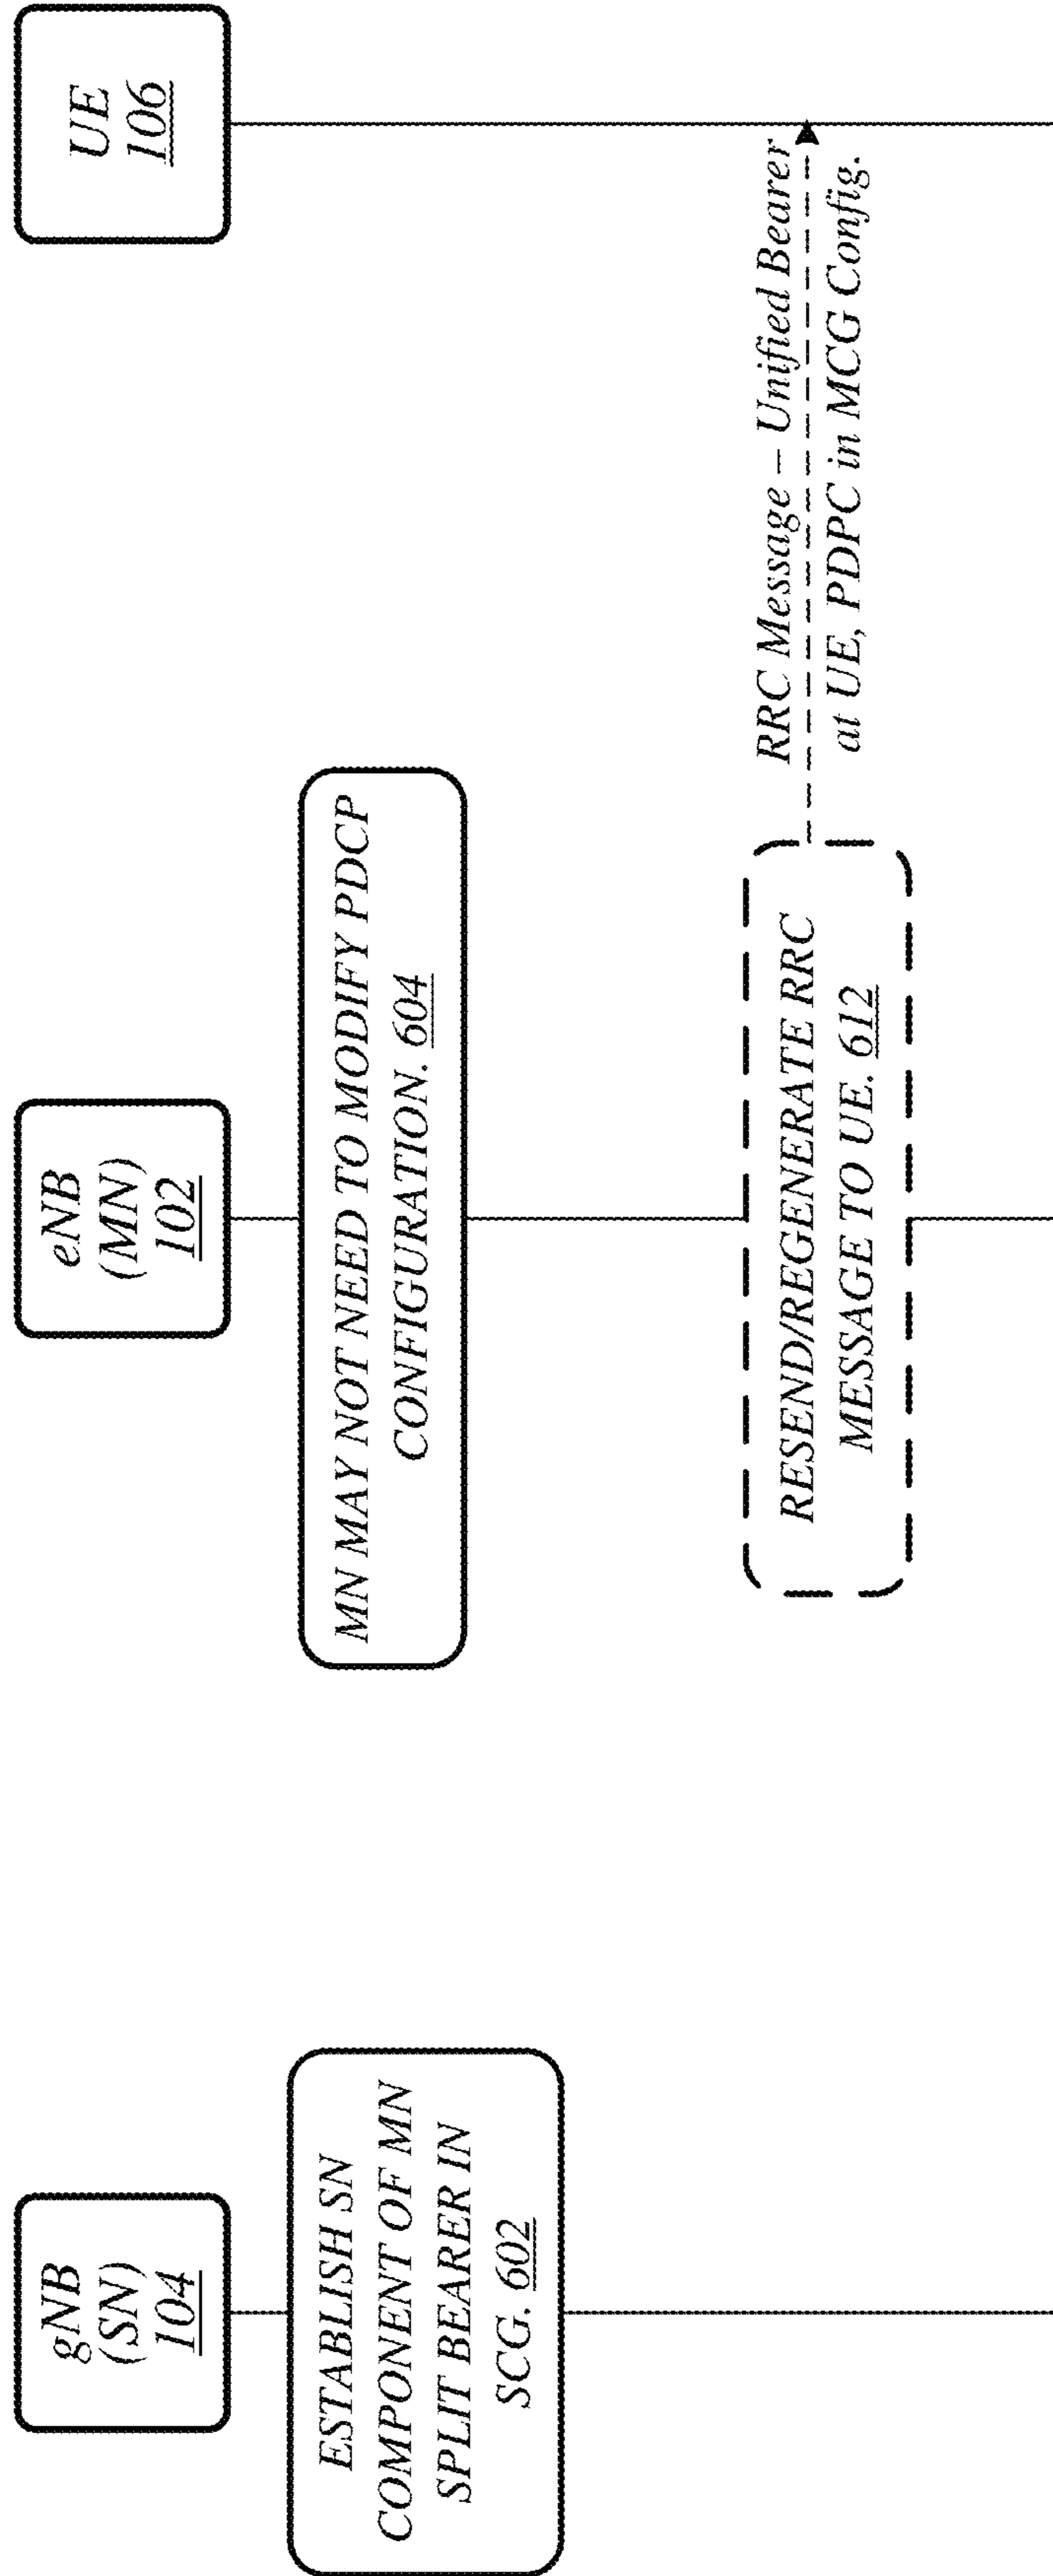 gNB
(SN)
104
eNB
(MN)
102
UE
106
ESTABLISH SN
COMPONENT OF MN
SPLIT BEARER IN
SCG. 602
MN MAY NOT NEED TO MODIFY PDCP
CONFIGURATION. 604
RESEND/REGENERATE RRC
MESSAGE TO UE. 612
RRC Message – Unified Bearer
at UE, PDPC in MCG Config.